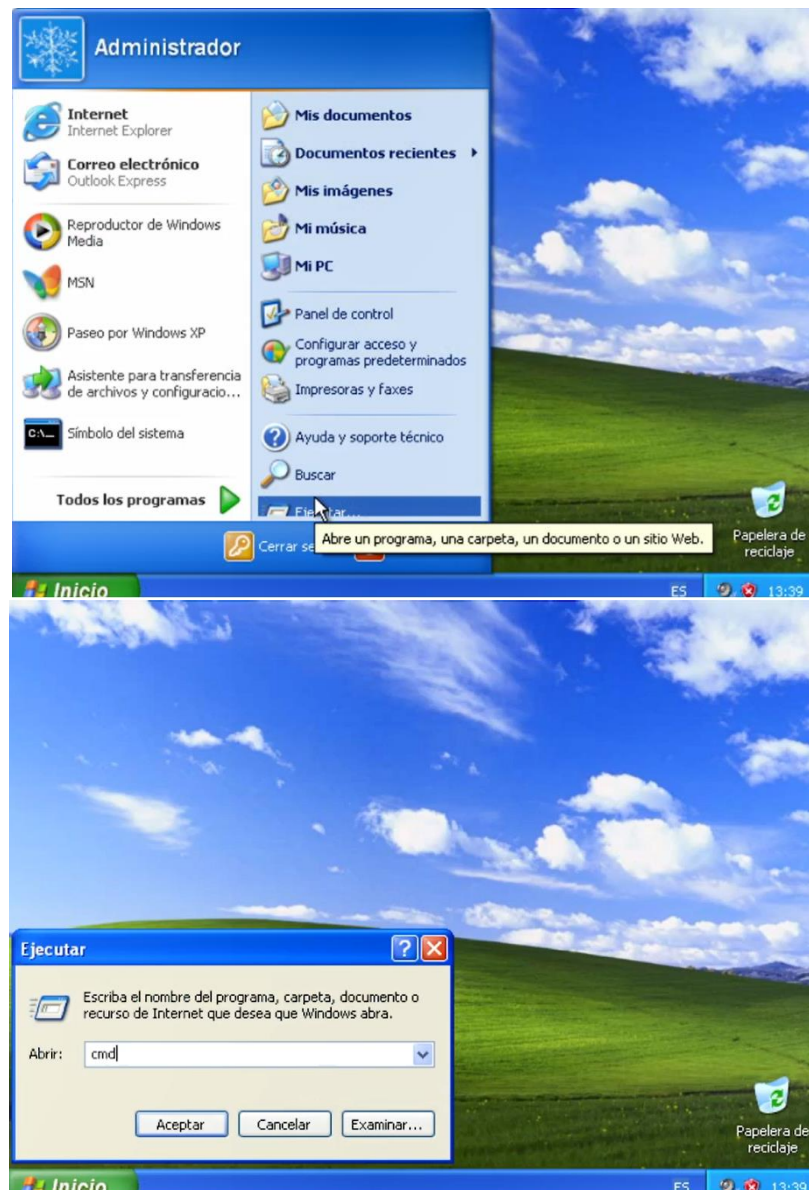 Administrador
Internet
Internet Explorer
Correo electrónico
Outlook Express
Reproductor de Windows
Media
MSN
Paseo por Windows XP
Asistente para transferencia
de archivos y configuracio...
C:\_
Símbolo del sistema
Todos los programas
Mis documentos
Documentos recientes
Mis imágenes
Mi música
Mi PC
Panel de control
Configurar acceso y
programas predeterminados
Impresoras y faxes
Ayuda y soporte técnico
Buscar
Ejecutar...
Cerrar se
Abre un programa, una carpeta, un documento o un sitio Web.
Papelera de
reciclaje
Inicio
ES
13:39
Ejecutar
Escriba el nombre del programa, carpeta, documento o
recurso de Internet que desea que Windows abra.
Abrir:
cmd
Aceptar
Cancelar
Examinar...
Papelera de
reciclaje
Inicio
ES
13:39